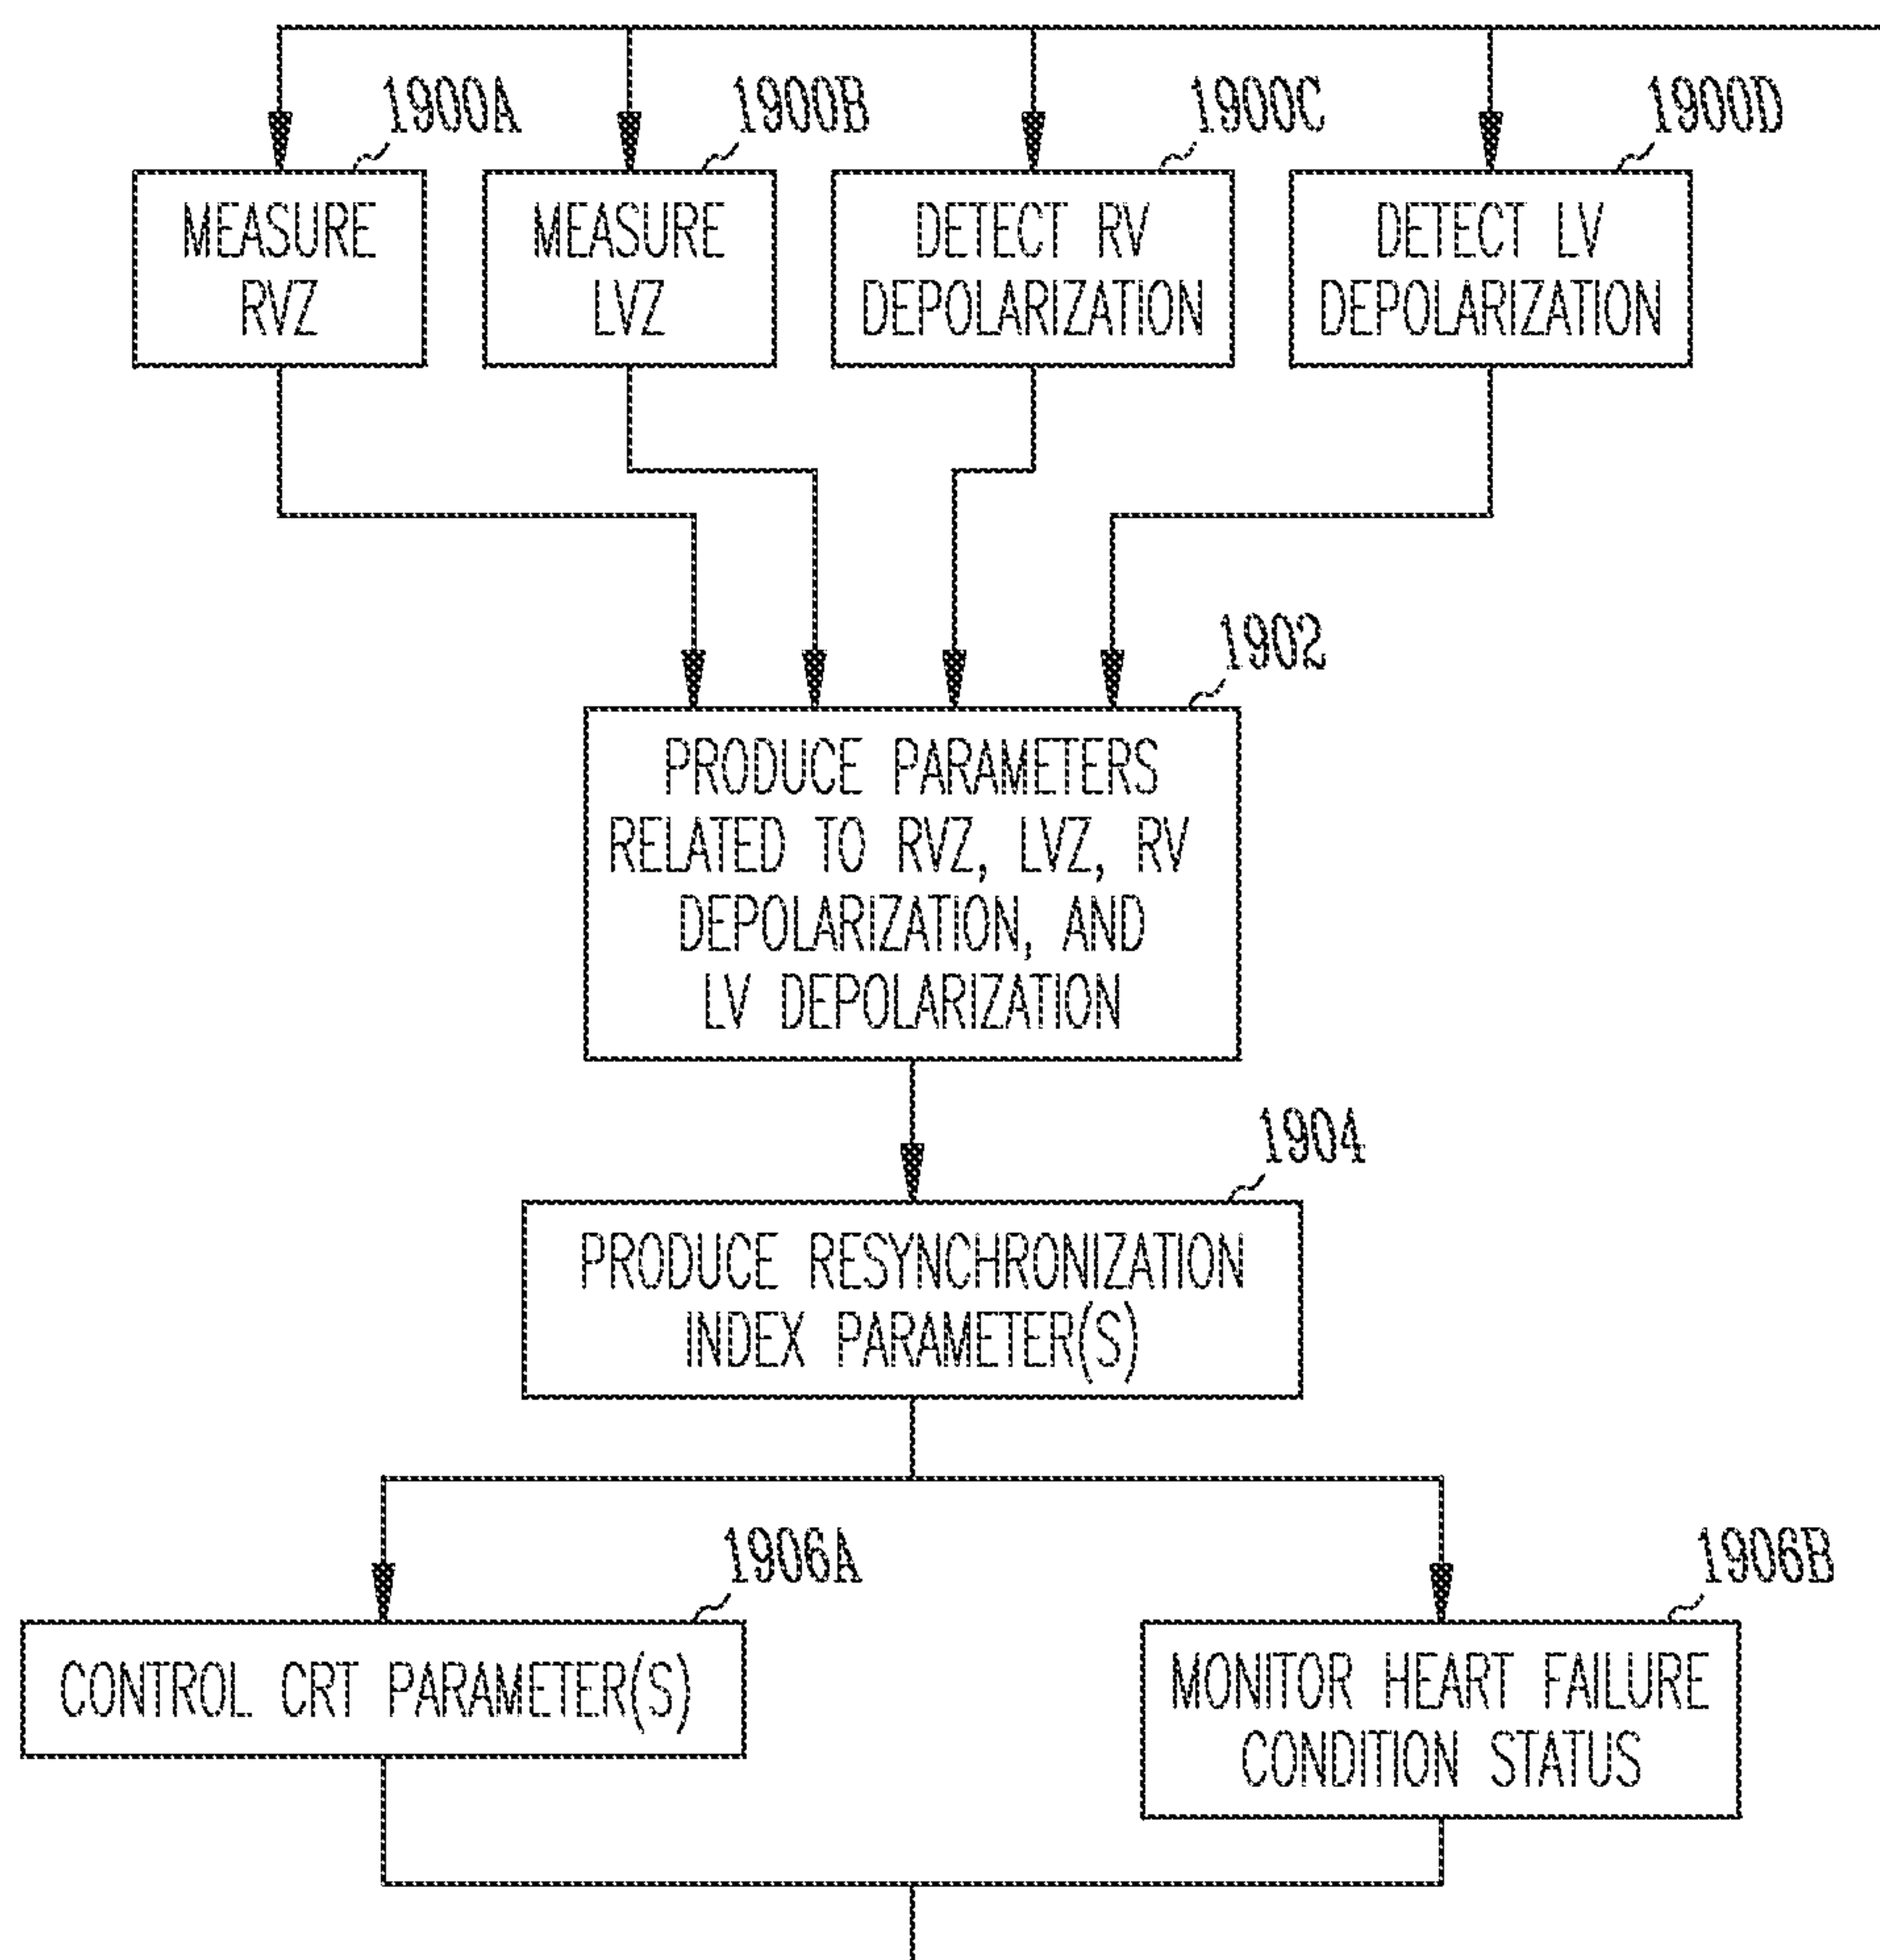 1900A
1900B
1900C
1900D
MEASURE
RVZ
MEASURE
LVZ
DETECT RV
DEPOLARIZATION
DETECT LV
DEPOLARIZATION
1902
PRODUCE PARAMETERS
RELATED TO RVZ, LVZ, RV
DEPOLARIZATION, AND
LV DEPOLARIZATION
1904
PRODUCE RESYNCHRONIZATION
INDEX PARAMETER(S)
1906A
1906B
CONTROL CRT PARAMETER(S)
MONITOR HEART FAILURE
CONDITION STATUS